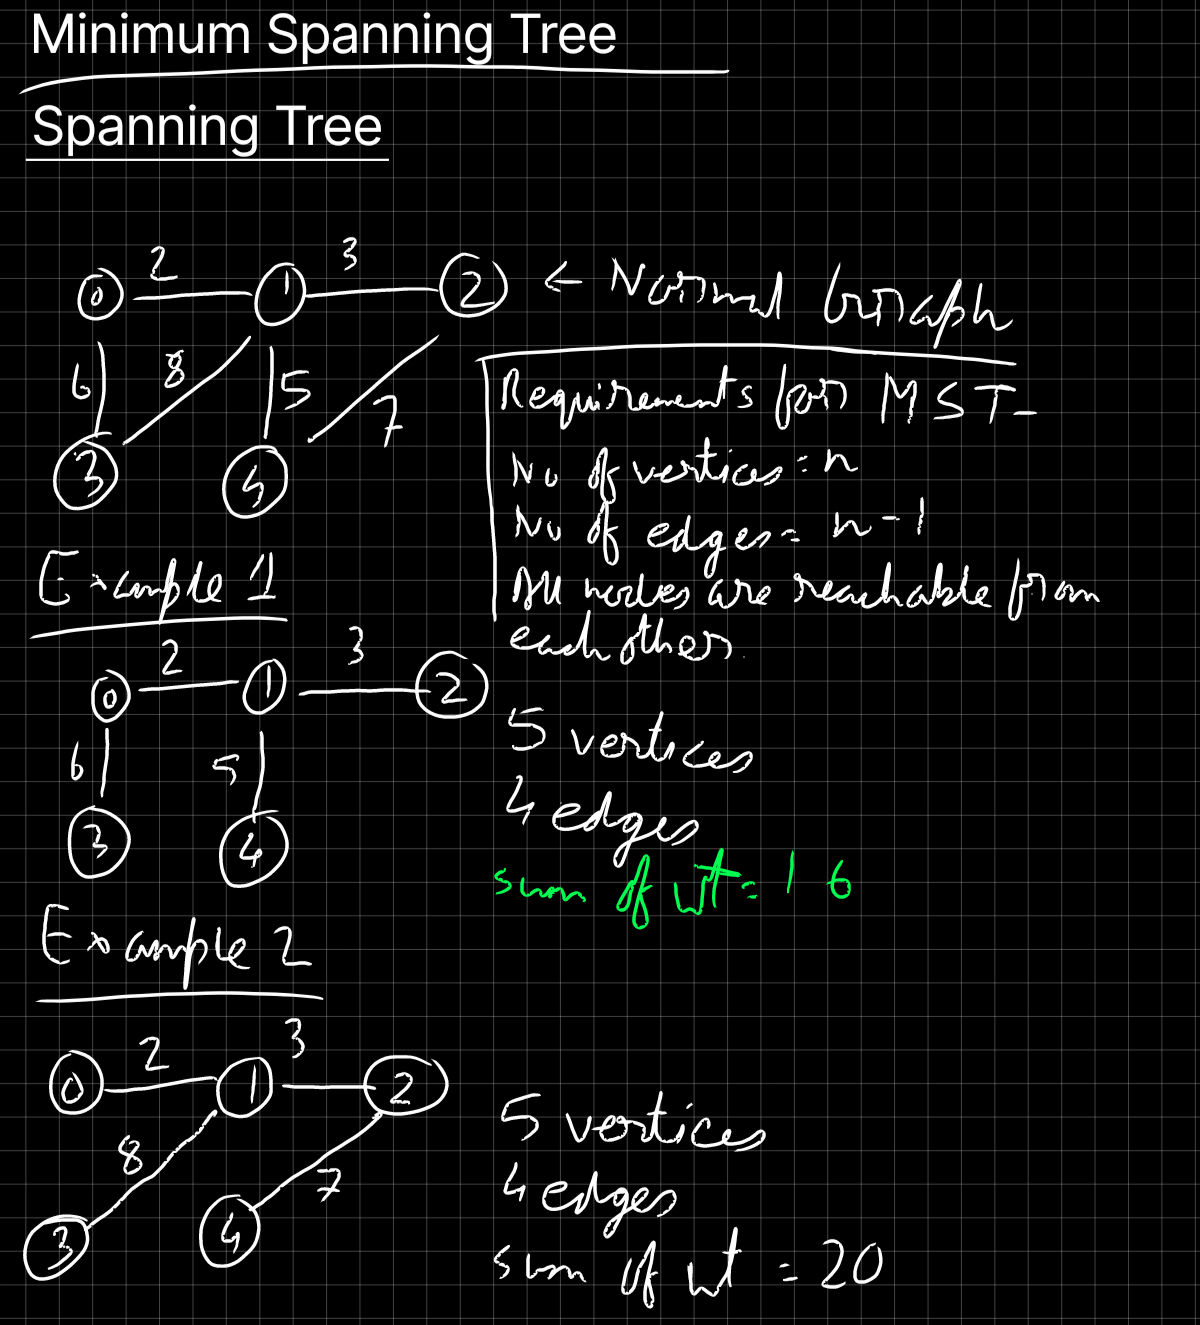 Minimum Spanning Tree
Spanning Tree
2 3
0 1 2 ← Normal Graph
6 8 5 7
3 4
Requirements for MST-
No of vertices = n
No of edges = n-1
All nodes are reachable from
each other.
Example 1
2 3
0 1 2
6 5
3 4
5 vertices
4 edges
sum of wt = 16
Example 2
2 3
0 1 2
8 7
3 4
5 vertices
4 edges
sum of wt = 20